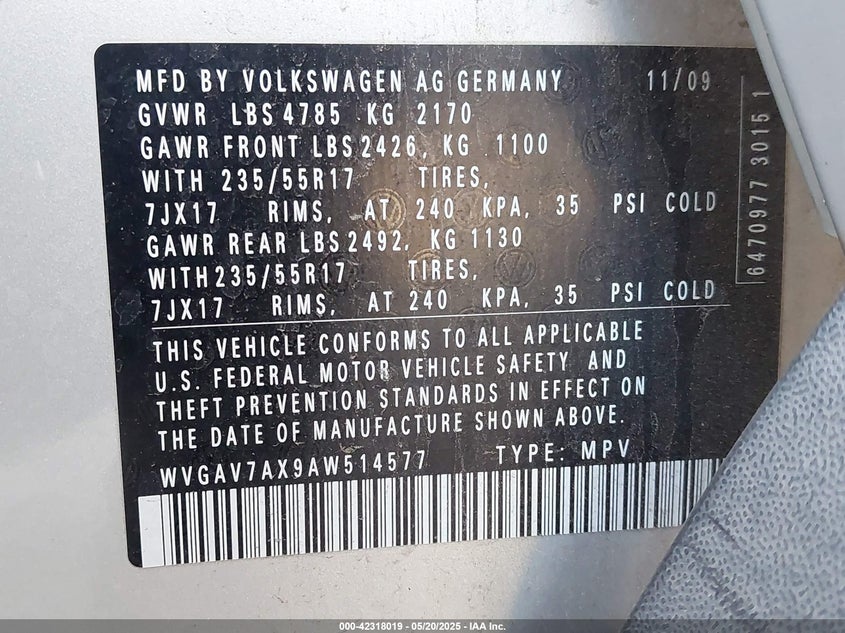 MFD BY VOLKSWAGEN AG GERMANY 11/09
GVWR LBS 4785 KG 2170
GAWR FRONT LBS 2426, KG 1100
WITH 235/55R17 TIRES,
7JX17 RIMS, AT 240 KPA, 35 PSI COLD
GAWR REAR LBS 2492, KG 1130
WITH 235/55R17 TIRES,
7JX17 RIMS, AT 240 KPA, 35 PSI COLD
THIS VEHICLE CONFORMS TO ALL APPLICABLE
U.S. FEDERAL MOTOR VEHICLE SAFETY AND
THEFT PREVENTION STANDARDS IN EFFECT ON
THE DATE OF MANUFACTURE SHOWN ABOVE.
WVGAV7AX9AW514577 TYPE: MPV
6470977 3015 1
000-42318019 - 05/20/2025 - IAA Inc.